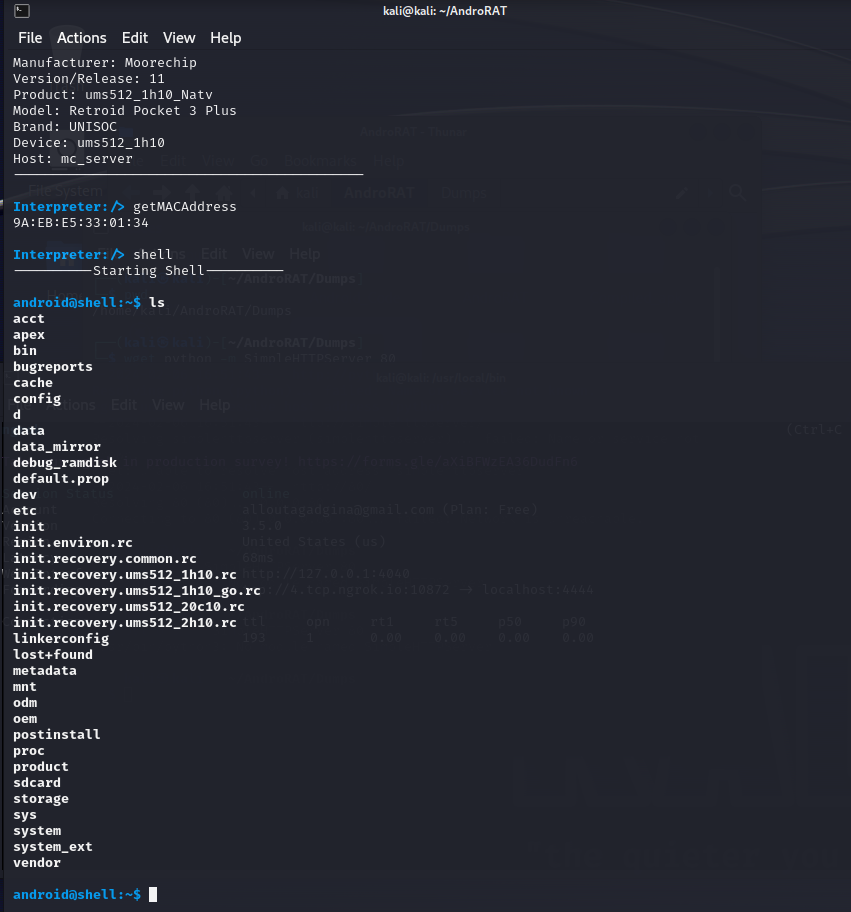 kali@kali: ~/AndroRAT
File Actions Edit View Help
Manufacturer: Moorechip
Version/Release: 11
Product: ums512_1h10_Natv
Model: Retroid Pocket 3 Plus
Brand: UNISOC
Device: ums512_1h10
Host: mc_server
Interpreter:/> getMACAddress
9A:EB:E5:33:01:34
Interpreter:/> shell
----------Starting Shell----------
android@shell:~$ ls
acct
apex
bin
bugreports
cache
config
d
data
data_mirror
debug_ramdisk
default.prop
dev
etc
init
init.environ.rc
init.recovery.common.rc
init.recovery.ums512_1h10.rc
init.recovery.ums512_1h10_go.rc
init.recovery.ums512_20c10.rc
init.recovery.ums512_2h10.rc
linkerconfig
lost+found
metadata
mnt
odm
oem
postinstall
proc
product
sdcard
storage
sys
system
system_ext
vendor
android@shell:~$